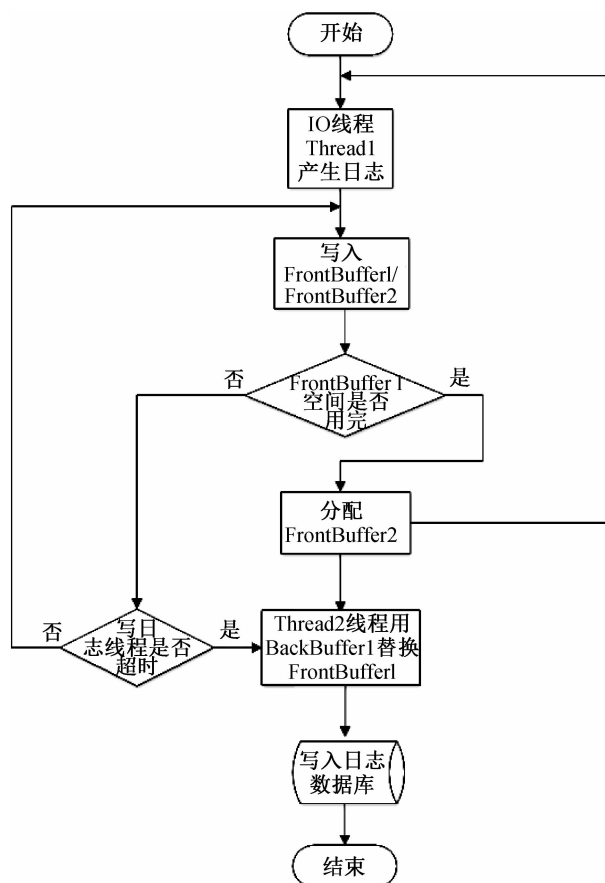 开始
IO线程
Thread1
产生日志
写入
FrontBufferl/
FrontBuffer2
否
FrontBuffer 1
空间是否
用完
是
分配
FrontBuffer2
否
写日
志线程是否
超时
是
Thread2线程用
BackBuffer1替换
FrontBufferl
写入日志
数据库
结束